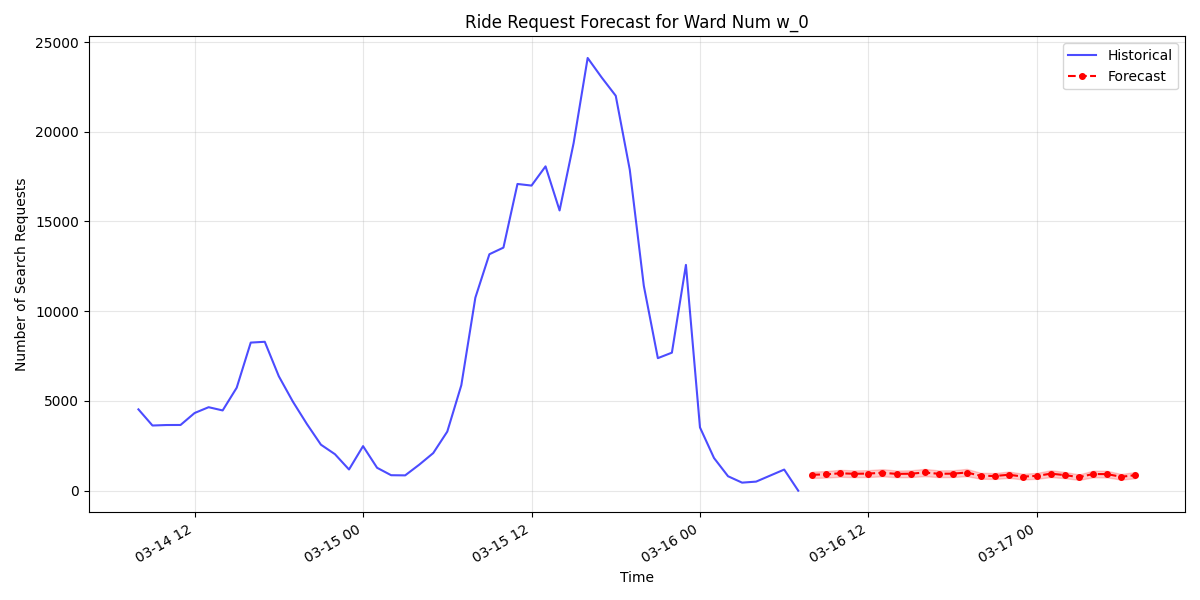 Ride Request Forecast for Ward Num w_0
Historical
Forecast
Number of Search Requests
25000
20000
15000
10000
5000
0
03-14 12
03-15 00
03-15 12
03-16 00
03-16 12
03-17 00
Time